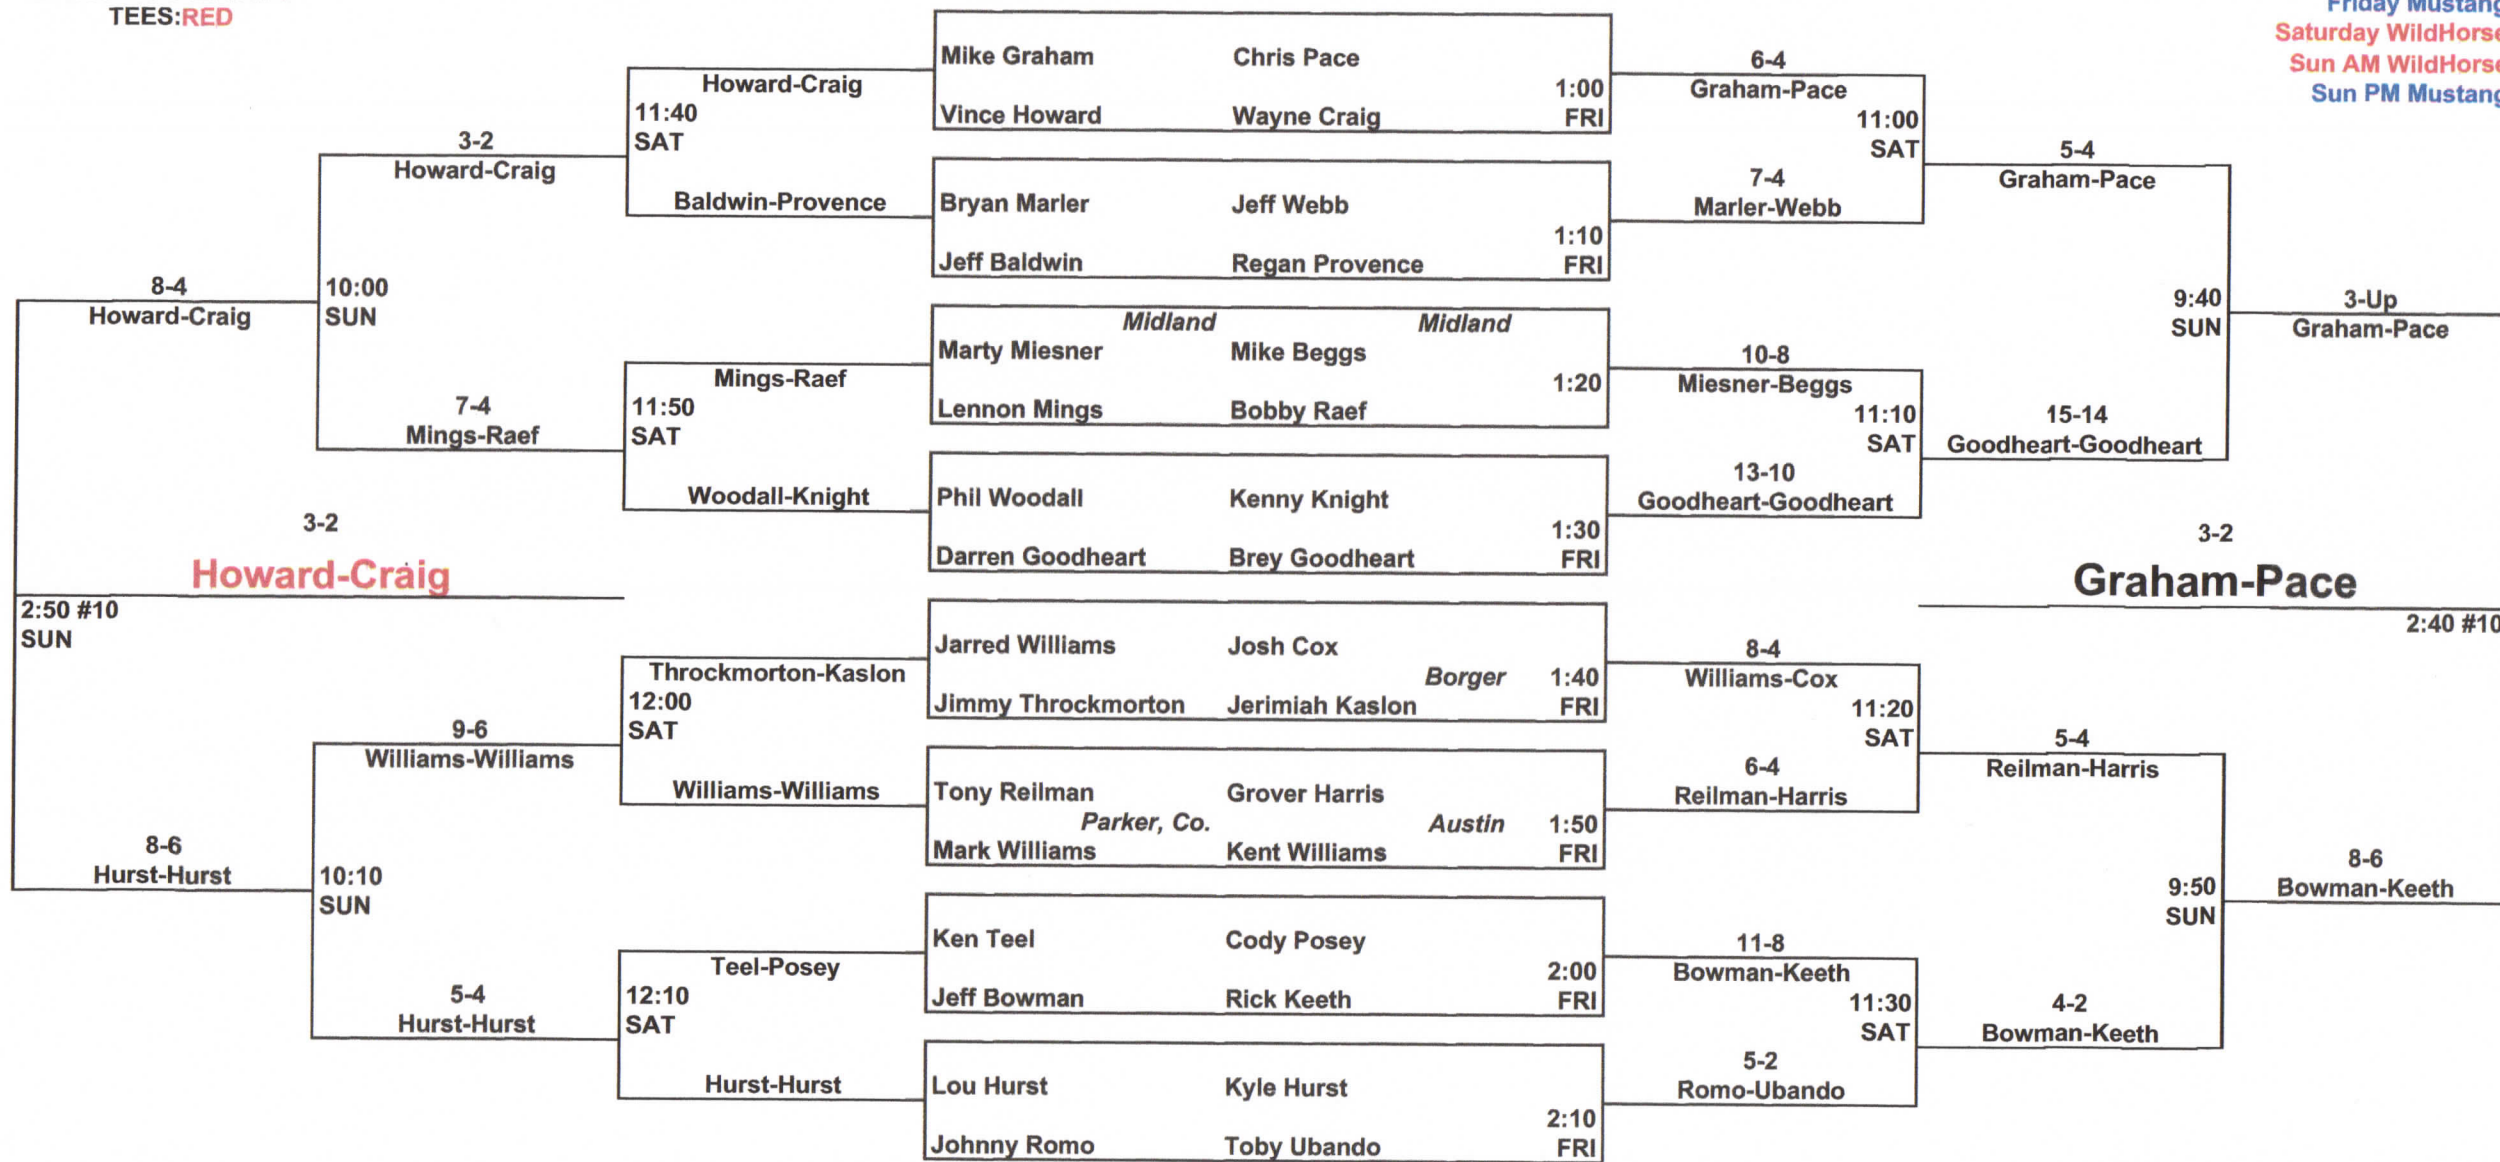 TEES:RED
Friday Mustang
Saturday WildHorse
Sun AM WildHorse
Sun PM Mustang
Mike Graham Chris Pace
1:00
Vince Howard Wayne Craig FRI
Bryan Marler Jeff Webb
1:10
Jeff Baldwin Regan Provence FRI
Midland Midland
Marty Miesner Mike Beggs
1:20
Lennon Mings Bobby Raef
Phil Woodall Kenny Knight
1:30
Darren Goodheart Brey Goodheart FRI
Jarred Williams Josh Cox
Borger 1:40
Jimmy Throckmorton Jerimiah Kaslon FRI
Tony Reilman Grover Harris
Parker, Co. Austin 1:50
Mark Williams Kent Williams FRI
Ken Teel Cody Posey
2:00
Jeff Bowman Rick Keeth FRI
Lou Hurst Kyle Hurst
2:10
Johnny Romo Toby Ubando FRI
Howard-Craig
11:40
SAT
Baldwin-Provence
Mings-Raef
11:50
SAT
Woodall-Knight
Throckmorton-Kaslon
12:00
SAT
Williams-Williams
Teel-Posey
12:10
SAT
Hurst-Hurst
3-2
Howard-Craig
10:00
SUN
7-4
Mings-Raef
9-6
Williams-Williams
10:10
SUN
5-4
Hurst-Hurst
8-4
Howard-Craig
3-2
Howard-Craig
2:50 #10
SUN
8-6
Hurst-Hurst
6-4
Graham-Pace
11:00
SAT
7-4
Marler-Webb
10-8
Miesner-Beggs
11:10
SAT
13-10
Goodheart-Goodheart
8-4
Williams-Cox
11:20
SAT
6-4
Reilman-Harris
11-8
Bowman-Keeth
11:30
SAT
5-2
Romo-Ubando
5-4
Graham-Pace
9:40
SUN
15-14
Goodheart-Goodheart
5-4
Reilman-Harris
9:50
SUN
4-2
Bowman-Keeth
3-Up
Graham-Pace
3-2
Graham-Pace
2:40 #10
8-6
Bowman-Keeth